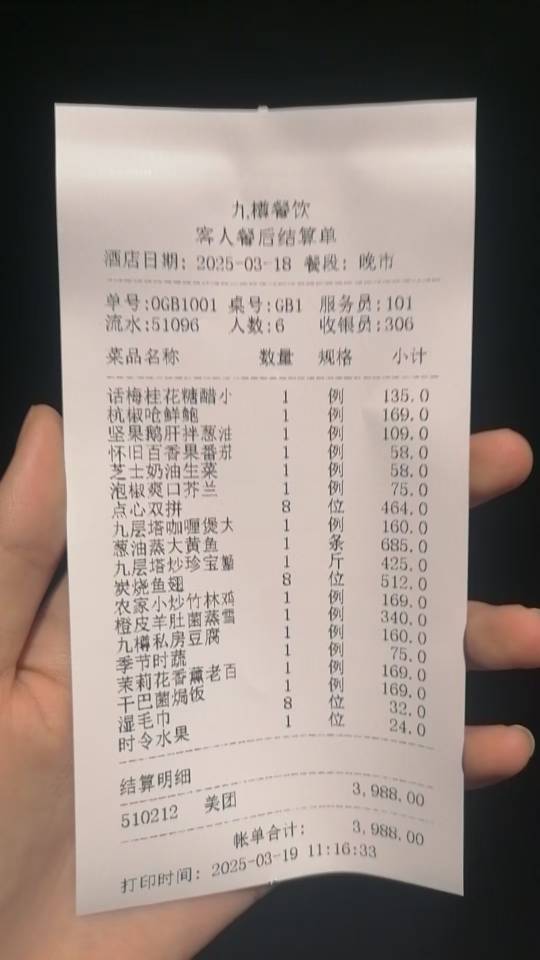 九樽餐饮
客人餐后结算单
酒店日期: 2025-03-18 餐段: 晚市
单号:OGB1001 桌号:GB1 服务员:101
流水:51096 人数:6 收银员:306
菜品名称 数量 规格 小计
话梅桂花糖醋小 1 例 135.0
杭椒呛鲜鲍 1 例 169.0
坚果鹅肝拌葱油 1 例 109.0
怀旧百香果番茄 1 例 58.0
芝士奶油生菜 1 例 58.0
泡椒爽口芥兰 1 例 75.0
点心双拼 8 位 464.0
九层塔咖喱煲大 1 例 160.0
葱油蒸大黄鱼 1 条 685.0
九层塔炒珍宝 1 斤 425.0
炭烧鱼翅 8 位 512.0
农家小炒竹林鸡 1 例 169.0
橙皮羊肚菌蒸雪 1 例 340.0
九樽私房豆腐 1 例 160.0
季节时蔬 1 例 75.0
茉莉花香薰老百 1 例 169.0
干巴菌焗饭 1 例 169.0
湿毛巾 8 位 32.0
时令水果 1 位 24.0
结算明细
510212 美团 3,988.00
帐单合计: 3,988.00
打印时间: 2025-03-19 11:16:33